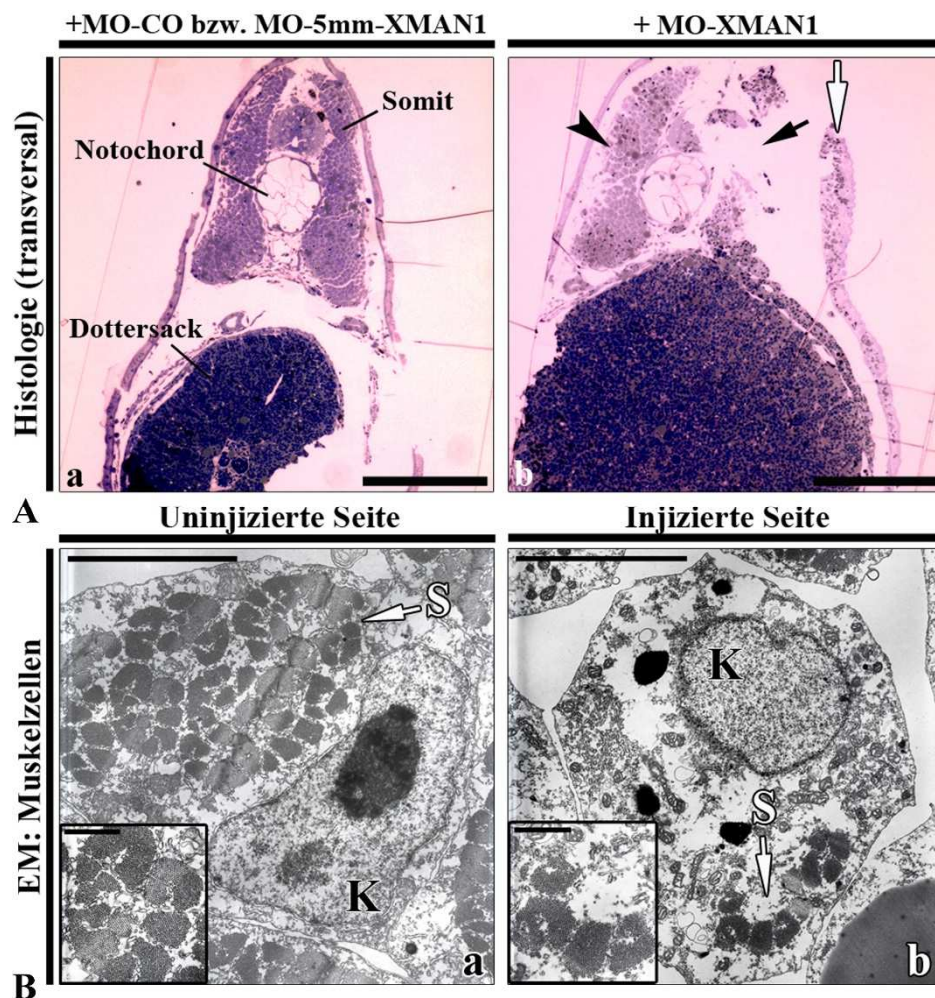 +MO-CO bzw. MO-5mm-XMAN1
+ MO-XMAN1
Histologie (transversal)
Somit
Notochord
Dottersack
a
b
A
Uninjizierte Seite
Injizierte Seite
EM: Muskelzellen
S
K
K
S
a
b
B